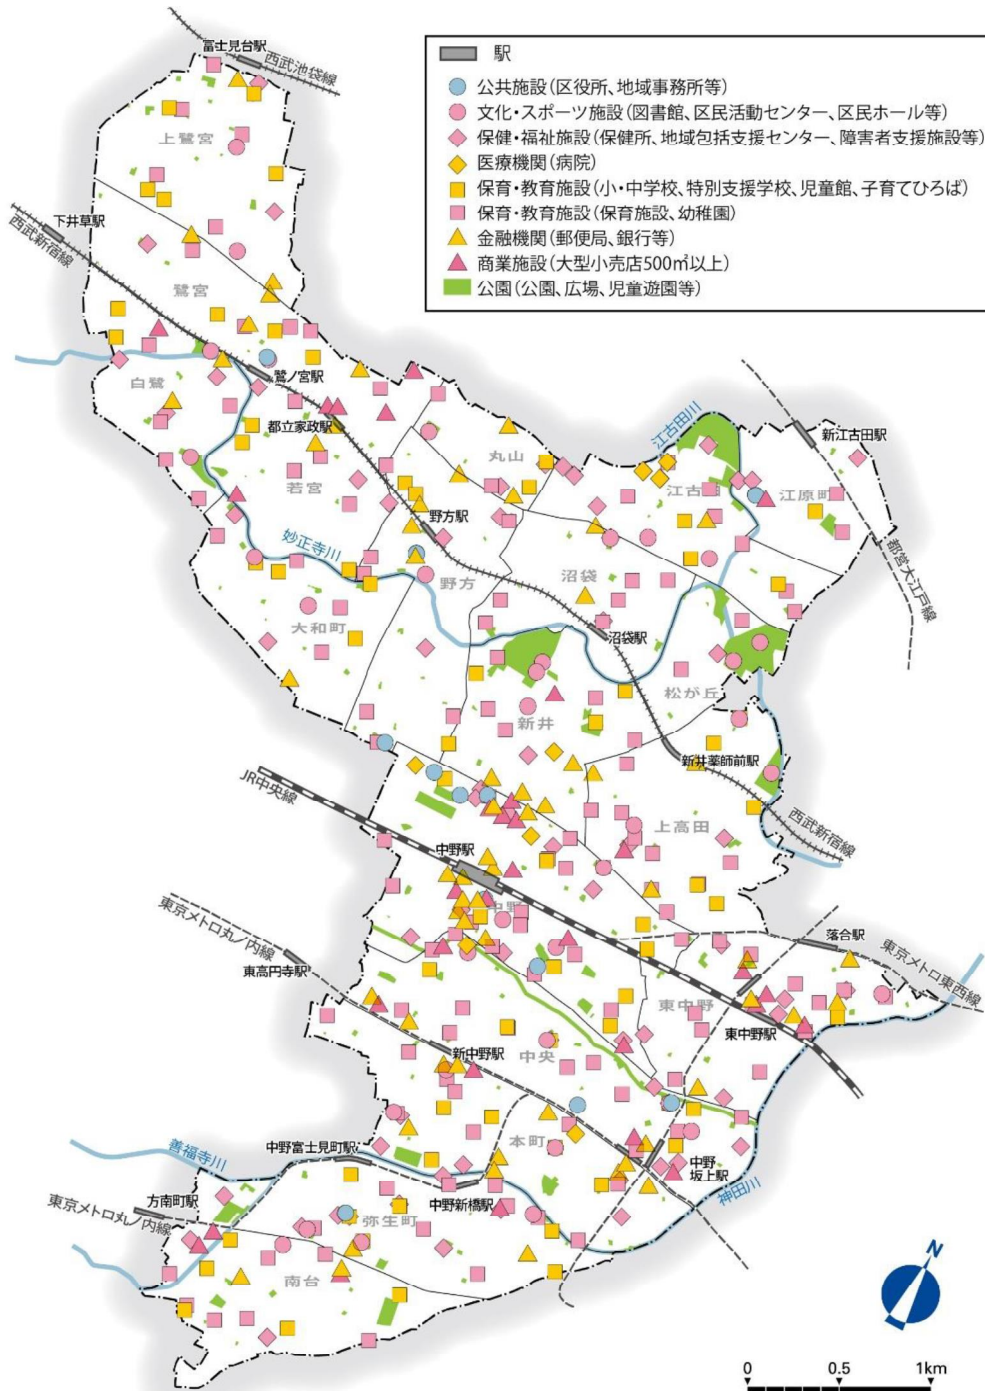 富士見台駅
西武池袋線
駅
公共施設(区役所、地域事務所等)
文化・スポーツ施設(図書館、区民活動センター、区民ホール等)
保健・福祉施設(保健所、地域包括支援センター、障害者支援施設等)
医療機関(病院)
保育・教育施設(小・中学校、特別支援学校、児童館、子育てひろば)
保育・教育施設(保育施設、幼稚園)
金融機関(郵便局、銀行等)
商業施設(大型小売店500㎡以上)
公園(公園、広場、児童遊園等)
上鷺宮
下井草駅
西武新宿線
鷺宮
白鷺
鷺ノ宮駅
都立家政駅
若宮
丸山
江古田川
新江古田駅
江古田
江原町
野方駅
妙正寺川
野方
沼袋
都営大江戸線
大和町
沼袋駅
松が丘
新井
新井薬師前駅
JR中央線
上高田
西武新宿線
中野駅
中野
東京メトロ丸ノ内線
東高円寺駅
落合駅
東京メトロ東西線
東中野
東中野駅
新中野駅
中央
善福寺川
中野富士見町駅
本町
中野
坂上駅
神田川
方南町駅
東京メトロ丸ノ内線
中野新橋駅
弥生町
南台
N
0 0.5 1km